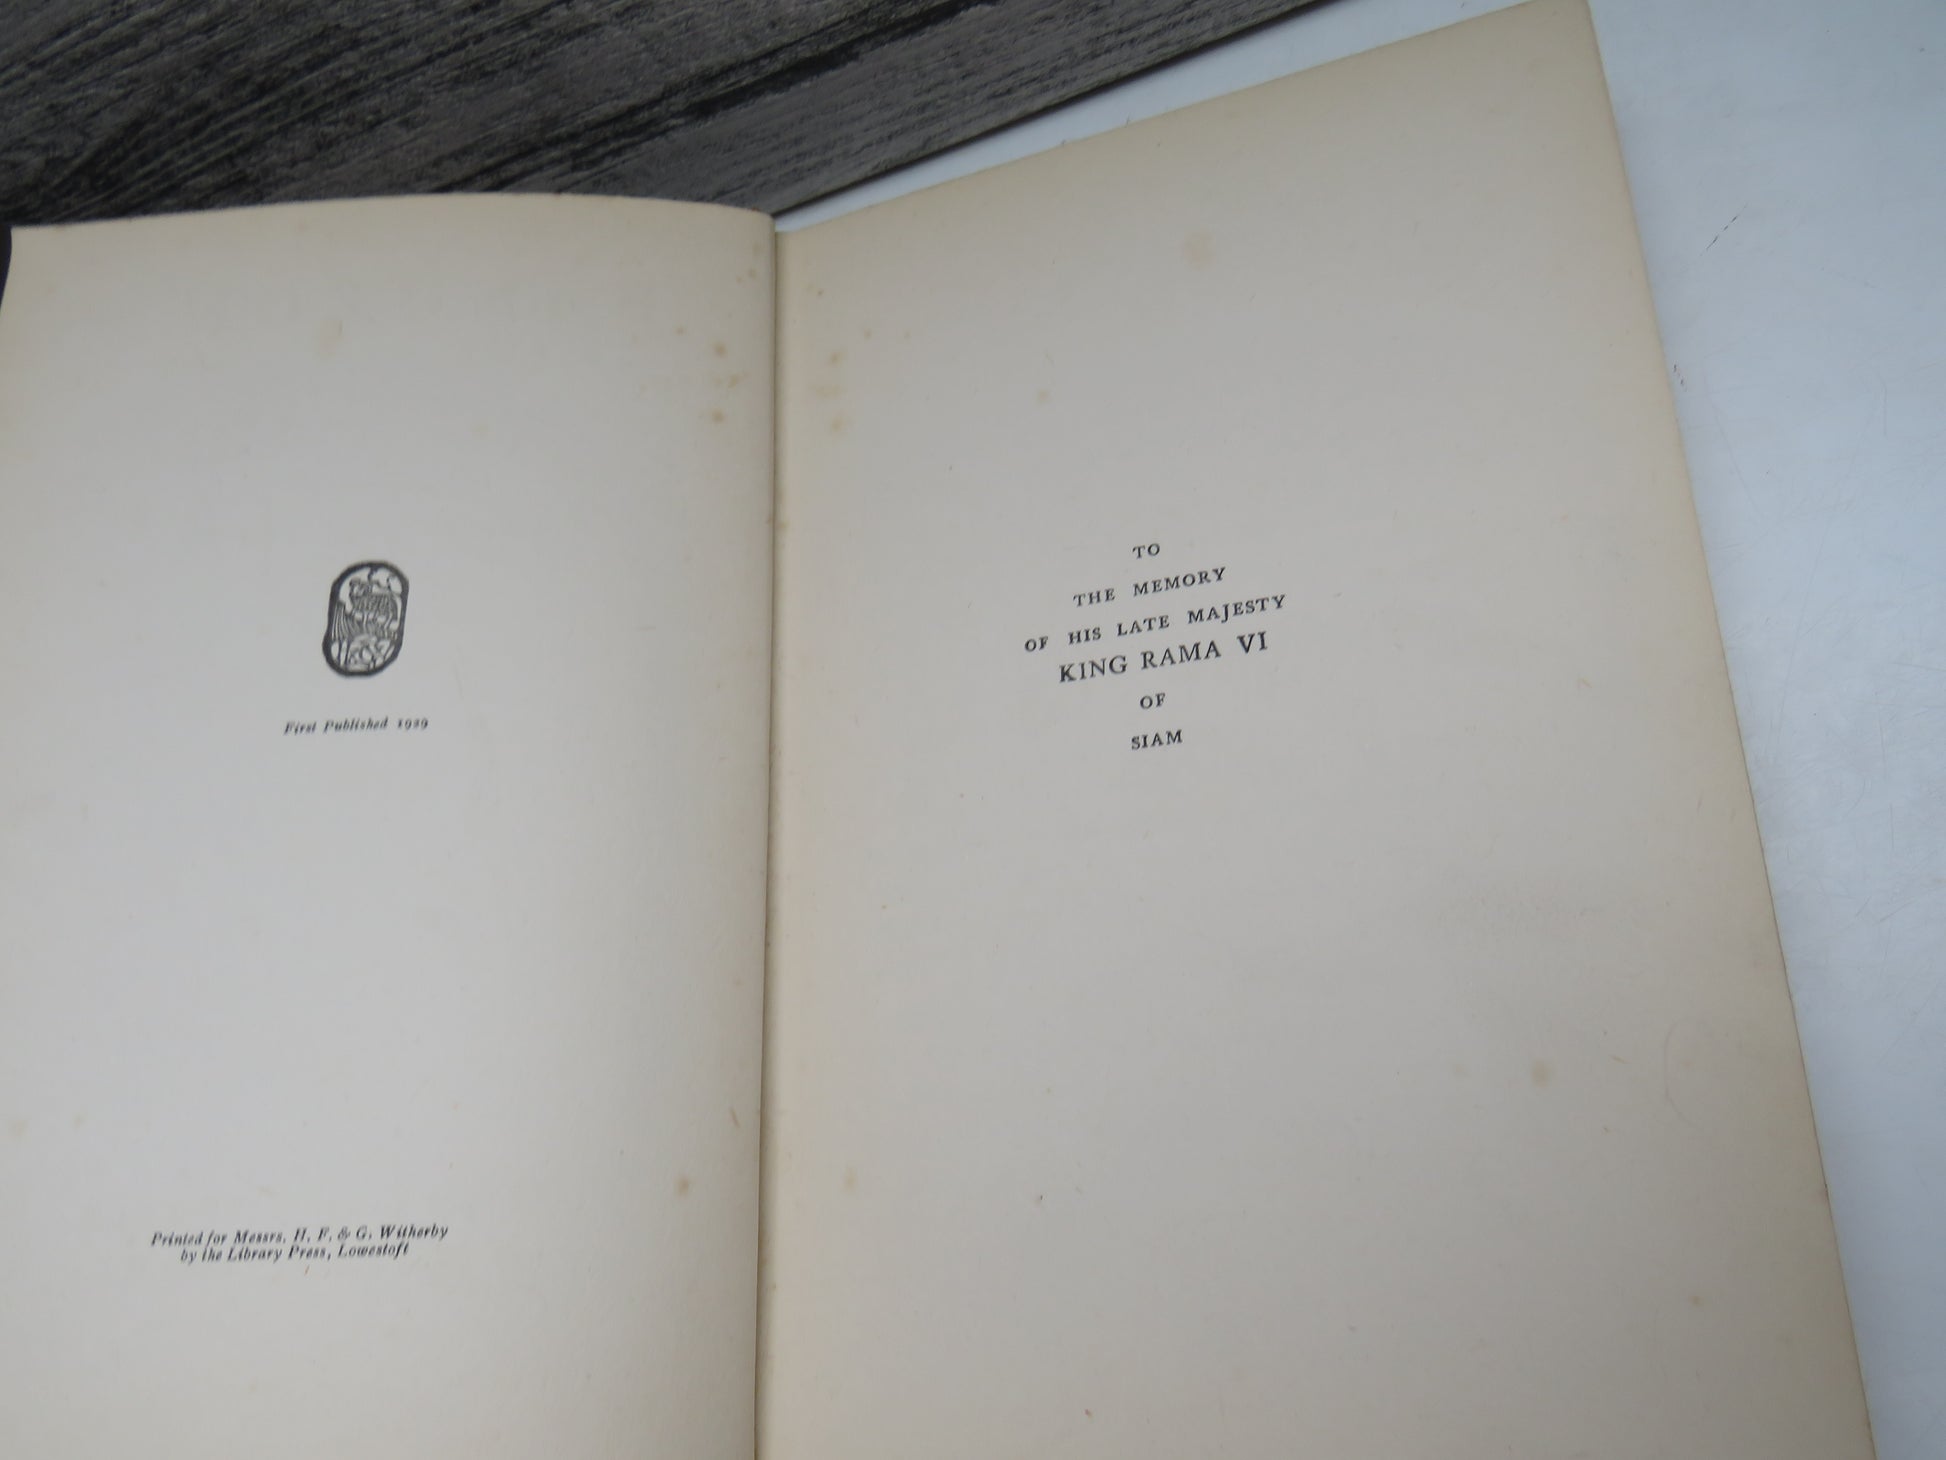 First Published 1929
Printed for Messrs. H. F. & G. Witherby
by the Library Press, Lowestoft
TO
THE MEMORY
OF HIS LATE MAJESTY
KING RAMA VI
OF
SIAM